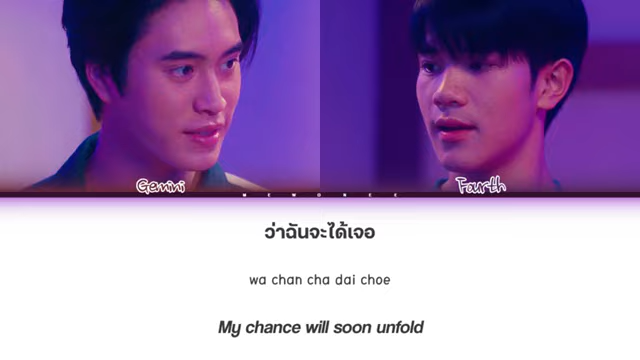 Gemini
NEWONEE
Fourth
ว่าฉันจะได้เจอ
wa chan cha dai choe
My chance will soon unfold